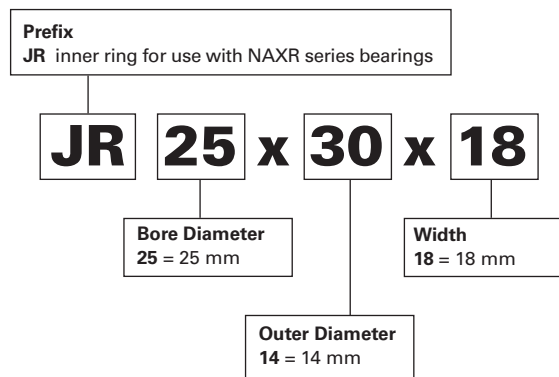 Prefix
JR inner ring for use with NAXR series bearings
JR 25 x 30 x 18
Bore Diameter
25 = 25 mm
Width
18 = 18 mm
Outer Diameter
14 = 14 mm